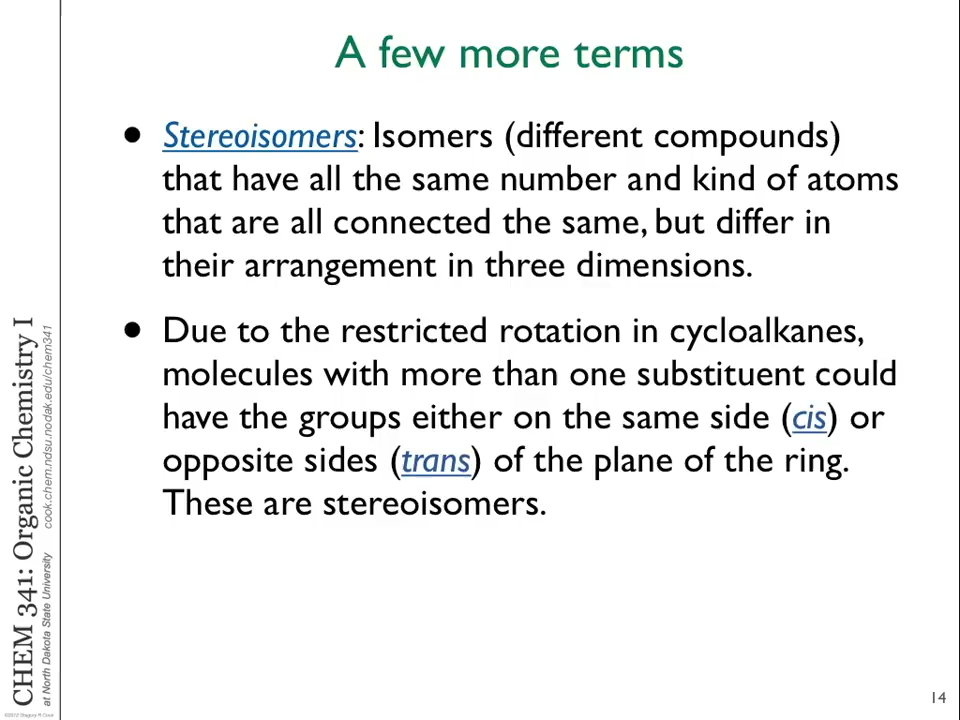 A few more terms
• Stereoisomers: Isomers (different compounds)
that have all the same number and kind of atoms
that are all connected the same, but differ in
their arrangement in three dimensions.
• Due to the restricted rotation in cycloalkanes,
molecules with more than one substituent could
have the groups either on the same side (cis) or
opposite sides (trans) of the plane of the ring.
These are stereoisomers.
CHEM 341: Organic Chemistry I
at North Dakota State University cook.chem.ndsu.nodak.edu/chem341
©2012 Gregory R Cook
14